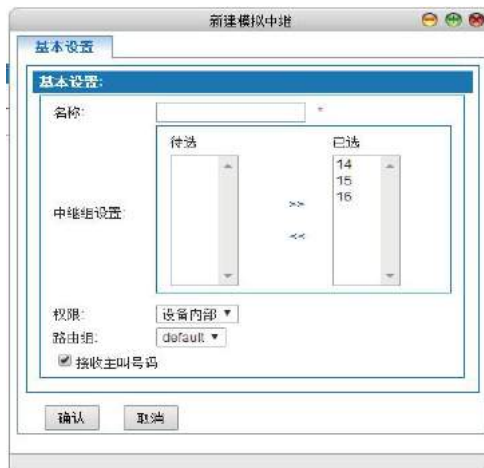 新建模拟中继
基本设置
基本设置:
名称: *
待选 已选
14
15
16
中继组设置:
>>
<<
权限: 设备内部
路由组: default
接收主叫号码
确认 取消